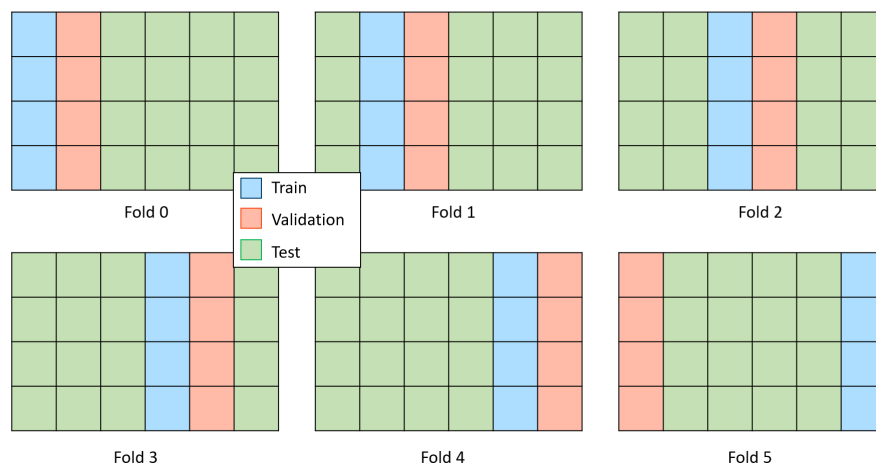 Fold 0
Fold 1
Fold 2
Train
Validation
Test
Fold 3
Fold 4
Fold 5